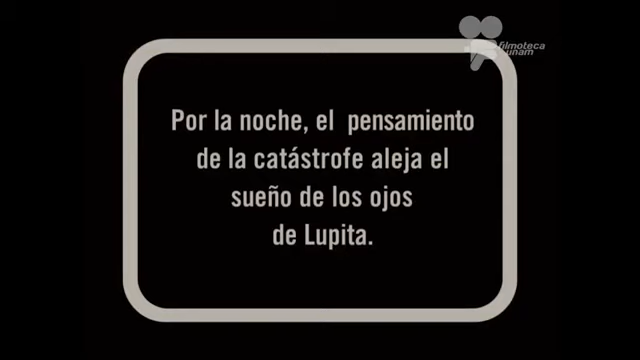 filmoteca
unam
Por la noche, el pensamiento
de la catástrofe aleja el
sueño de los ojos
de Lupita.